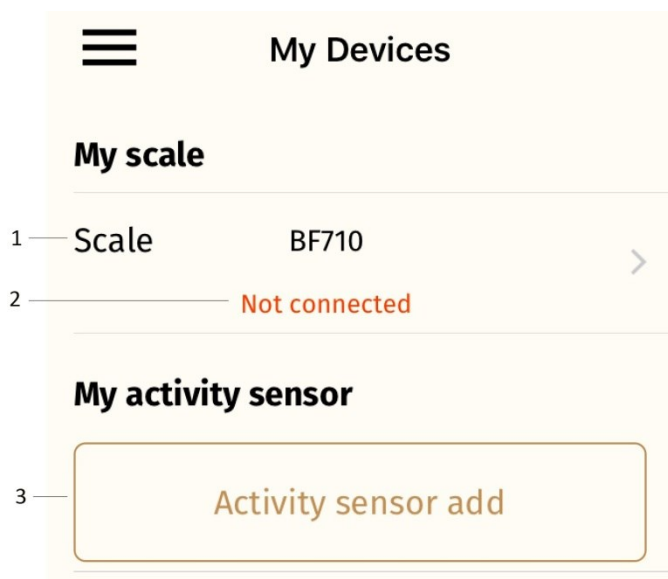 My Devices
My scale
1 Scale BF710
2 Not connected
My activity sensor
3 Activity sensor add